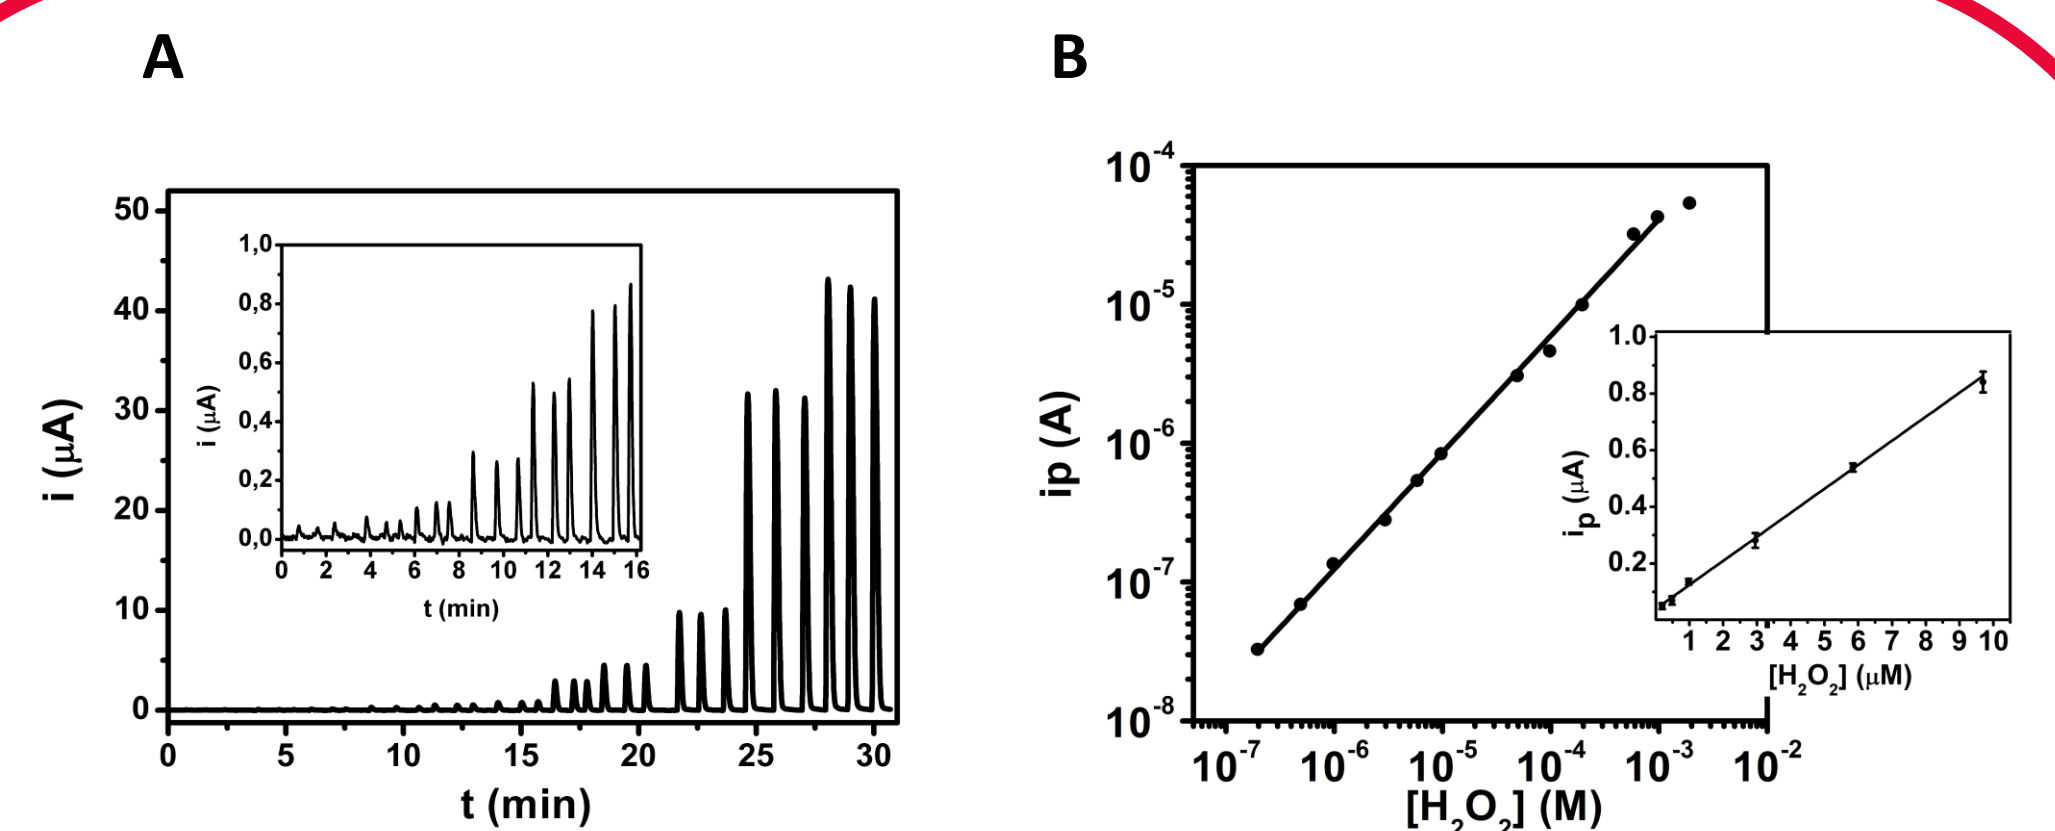 A
B
50
40
30
20
10
0
i (μA)
0 5 10 15 20 25 30
t (min)
1,0
0,8
0,6
0,4
0,2
0,0
i (μA)
0 2 4 6 8 10 12 14 16
t (min)
10⁻⁴
10⁻⁵
10⁻⁶
10⁻⁷
10⁻⁸
ip (A)
10⁻⁷ 10⁻⁶ 10⁻⁵ 10⁻⁴ 10⁻³ 10⁻²
[H₂O₂] (M)
1.0
0.8
0.6
0.4
0.2
iₚ (μA)
1 2 3 4 5 6 7 8 9 10
[H₂O₂] (μM)